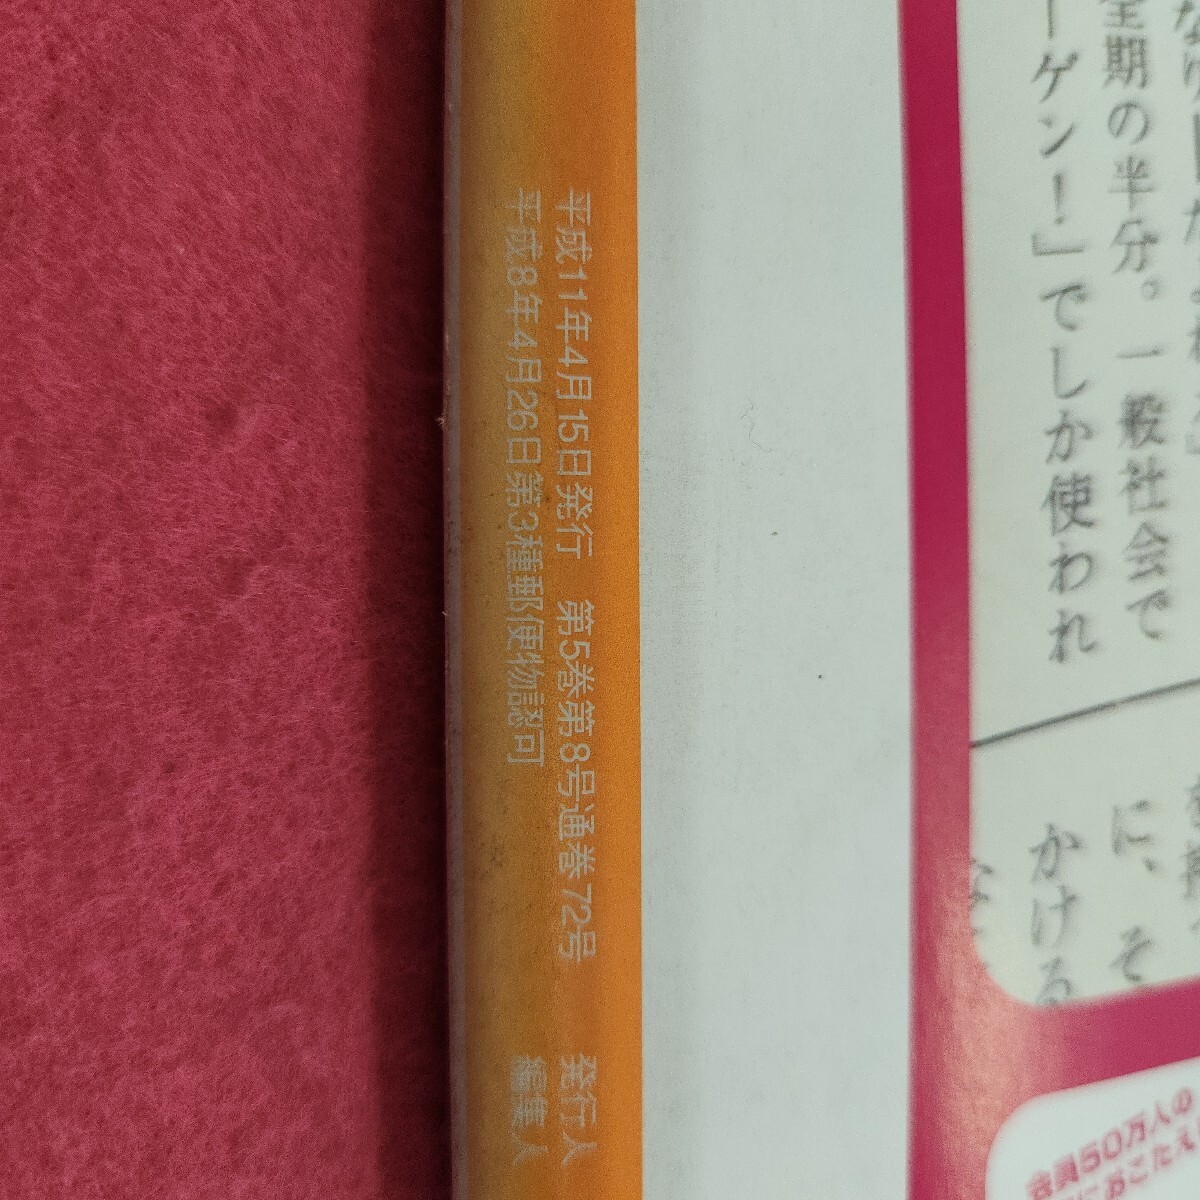 平成11年4月15日発行　第5巻第8号通巻72号　発行人
平成8年4月26日第3種郵便物認可　編集人
全期の半分。一般社会で
ーゲン！』でしか使われ
に、そ
かける
会員50万人の
おこたえ